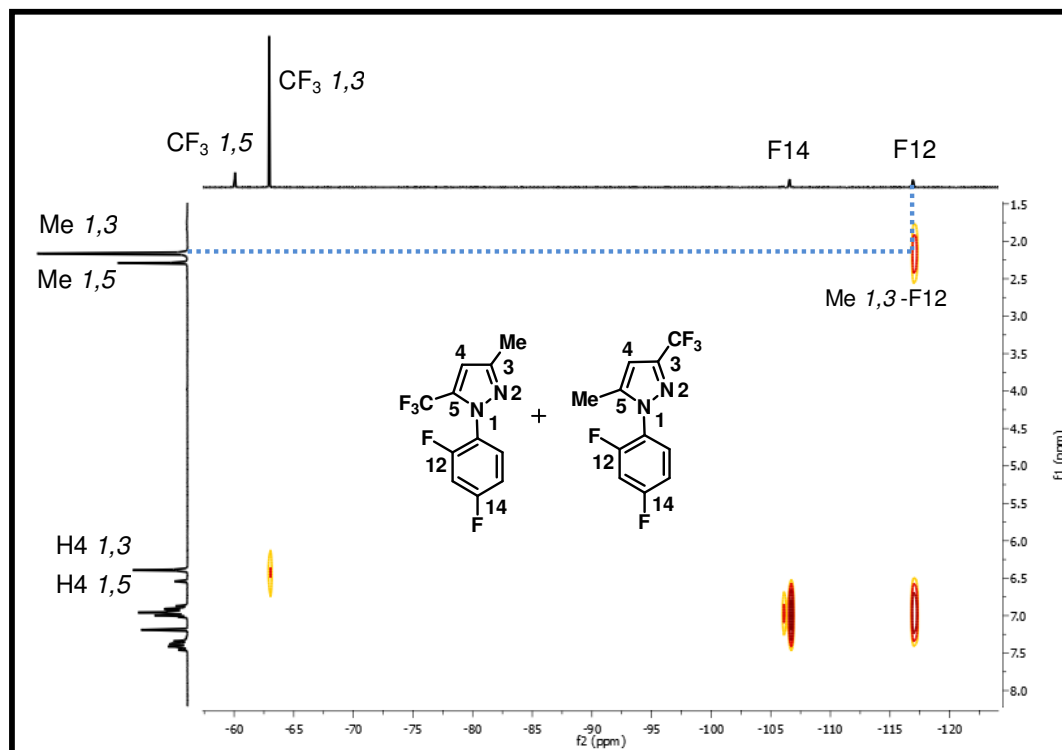 CF₃ 1,3
CF₃ 1,5
F14
F12
Me 1,3
Me 1,5
Me 1,3 -F12
H4 1,3
H4 1,5
4
Me
3
N
2
F₃C
5
N
1
F
12
14
F
+
CF₃
4
3
N
2
Me
5
N
1
F
12
14
F
1.5
2.0
2.5
3.0
3.5
4.0
4.5
5.0
5.5
6.0
6.5
7.0
7.5
8.0
f1 (ppm)
-60 -65 -70 -75 -80 -85 -90 -95 -100 -105 -110 -115 -120
f2 (ppm)